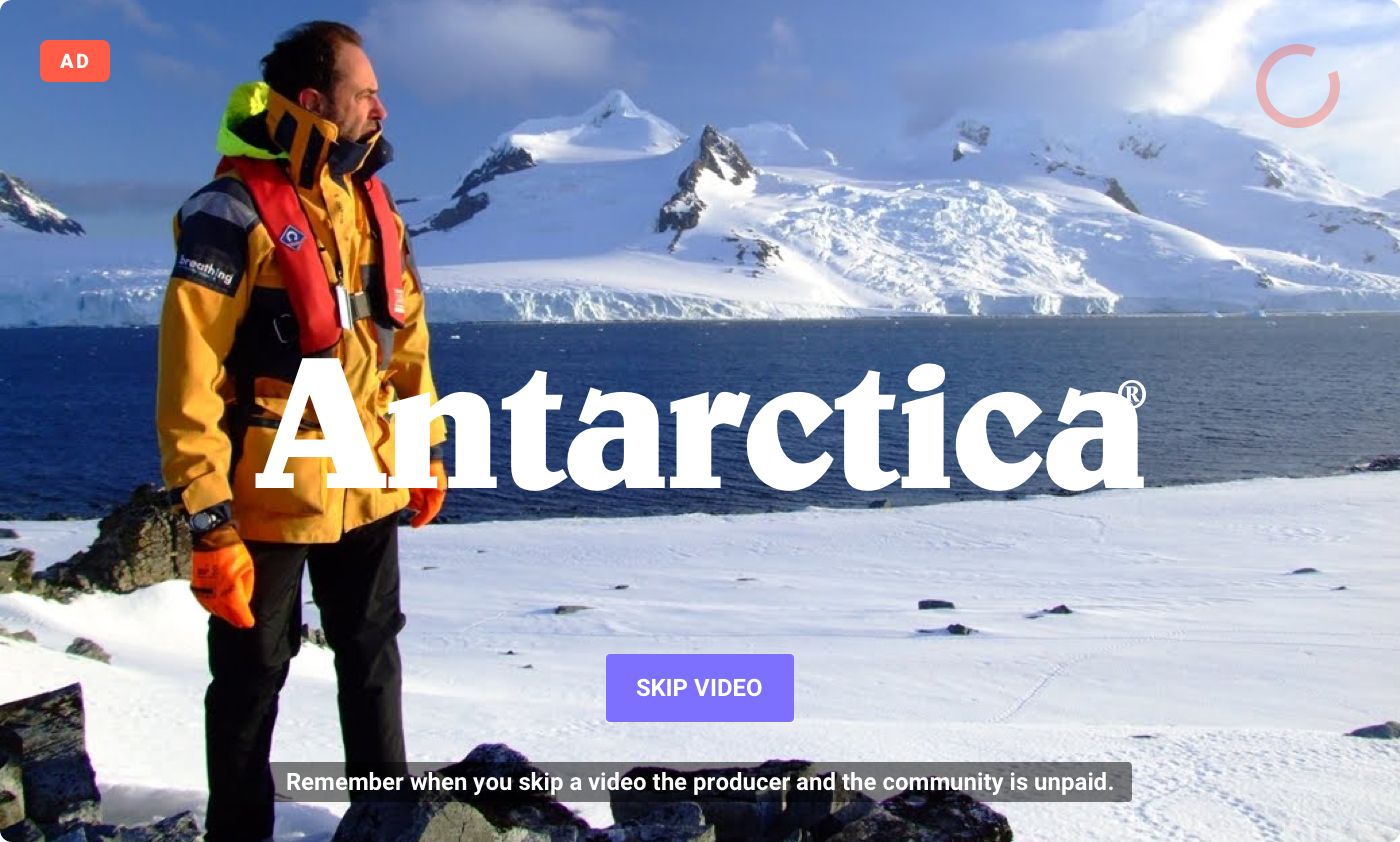 AD
breathing
Antarctica®
SKIP VIDEO
Remember when you skip a video the producer and the community is unpaid.